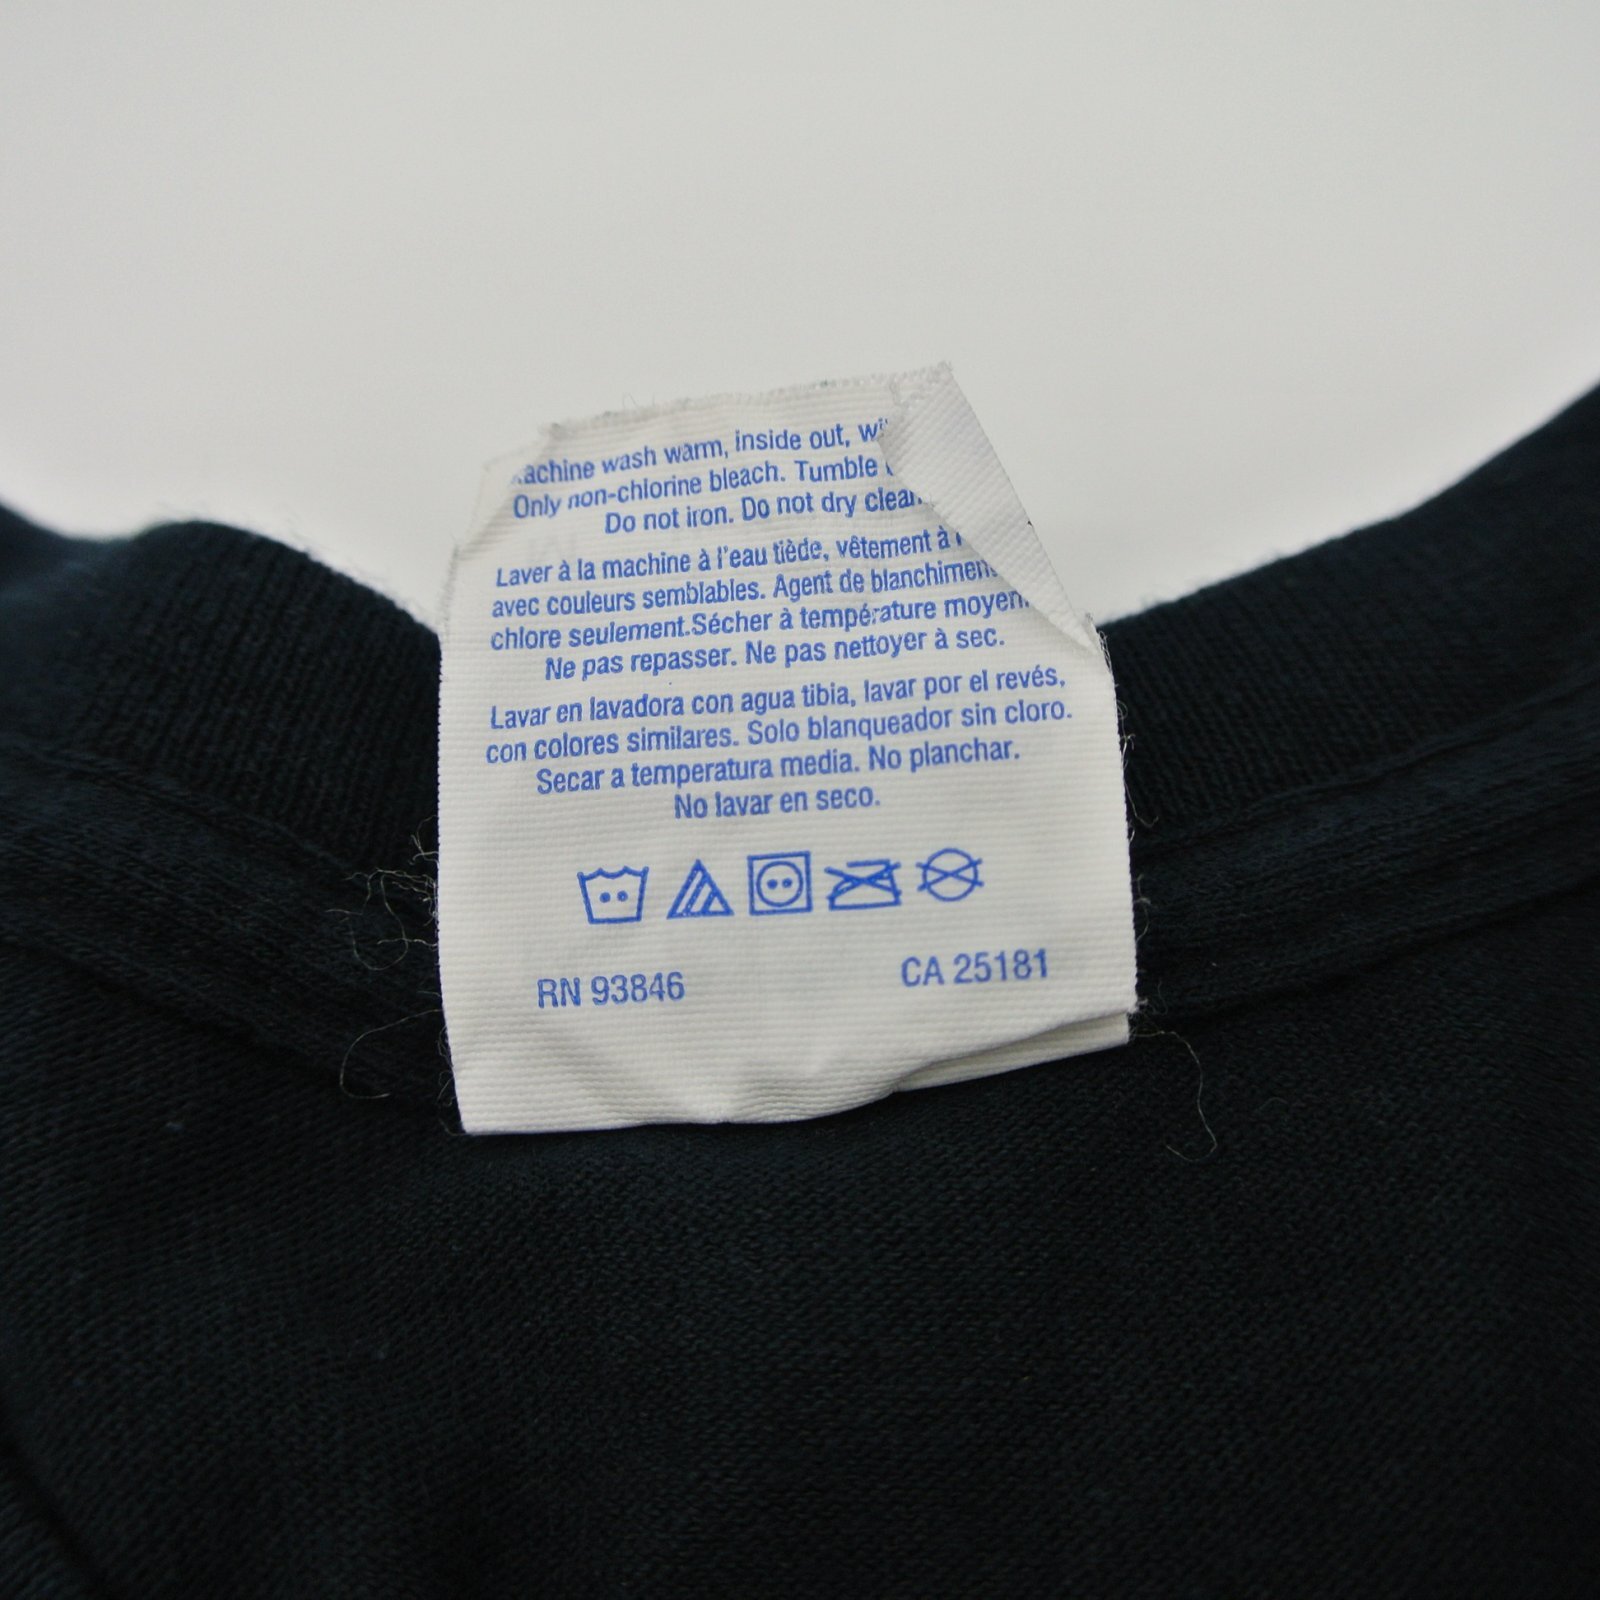 achine wash warm, inside out,
Only non-chlorine bleach. Tumble
Do not iron. Do not dry clean
Laver à la machine à l'eau tiède, vêtement à
avec couleurs semblables. Agent de blanchiment
chlore seulement.Sécher à température moyen
Ne pas repasser. Ne pas nettoyer à sec.
Lavar en lavadora con agua tibia, lavar por el revés,
con colores similares. Solo blanqueador sin cloro.
Secar a temperatura media. No planchar.
No lavar en seco.
RN 93846 CA 25181